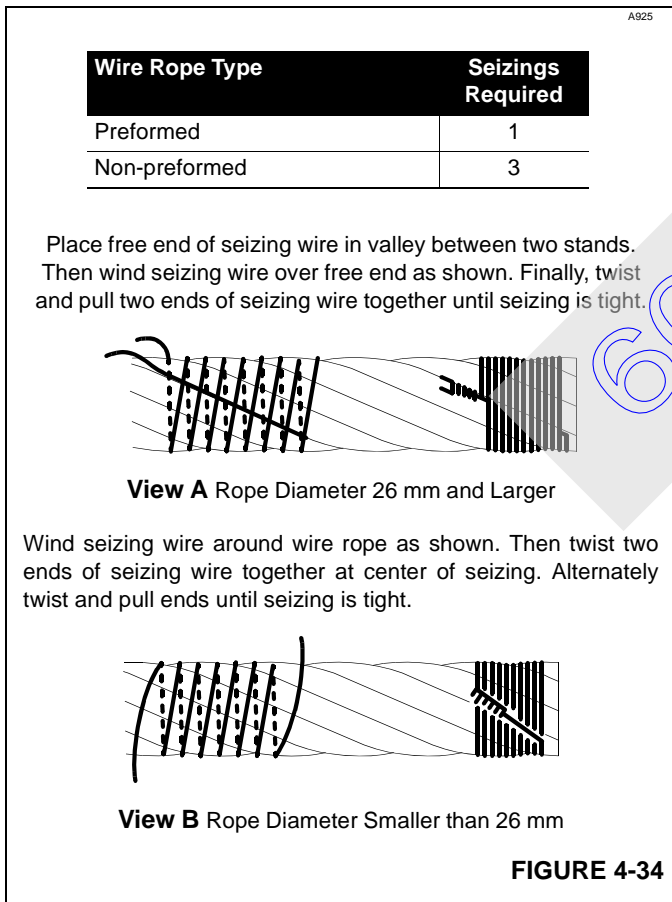 A925
Wire Rope Type Seizings
Required
Preformed 1
Non-preformed 3
Place free end of seizing wire in valley between two stands.
Then wind seizing wire over free end as shown. Finally, twist
and pull two ends of seizing wire together until seizing is tight.
View A Rope Diameter 26 mm and Larger
Wind seizing wire around wire rope as shown. Then twist two
ends of seizing wire together at center of seizing. Alternately
twist and pull ends until seizing is tight.
View B Rope Diameter Smaller than 26 mm
FIGURE 4-34